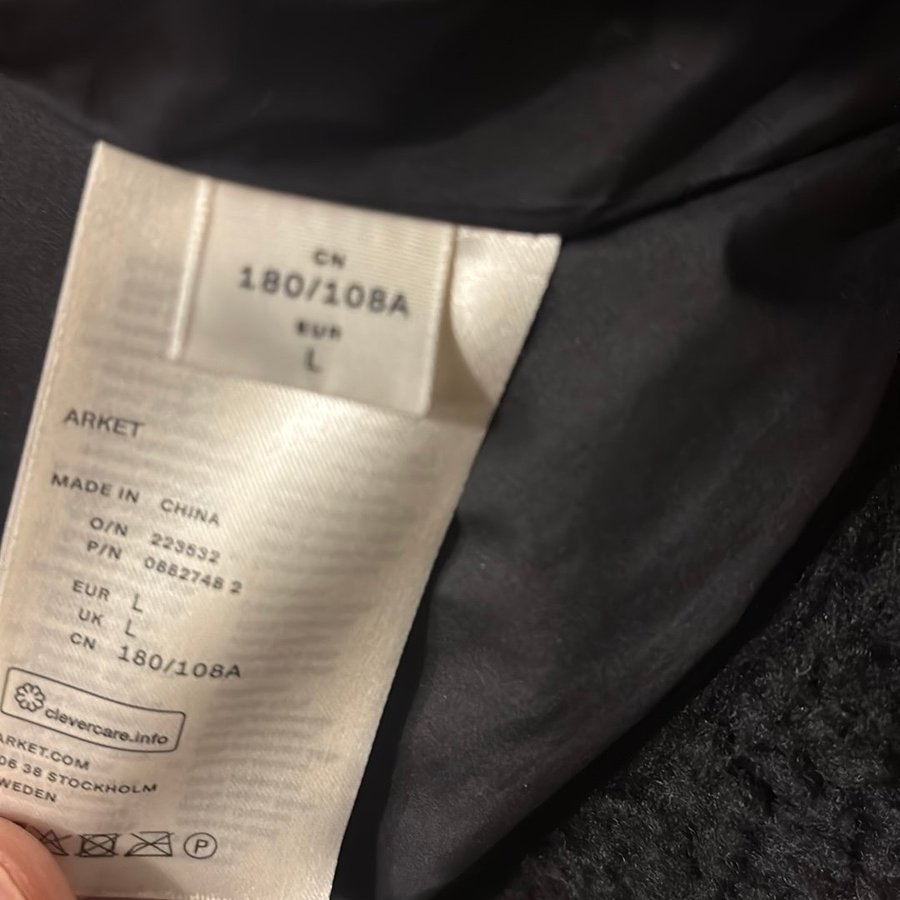 CN
180/108A
EUR
L
ARKET
MADE IN CHINA
O/N 223532
P/N 0882748 2
EUR L
UK L
CN 180/108A
clevercare.info
ARKET.COM
06 38 STOCKHOLM
WEDEN
P